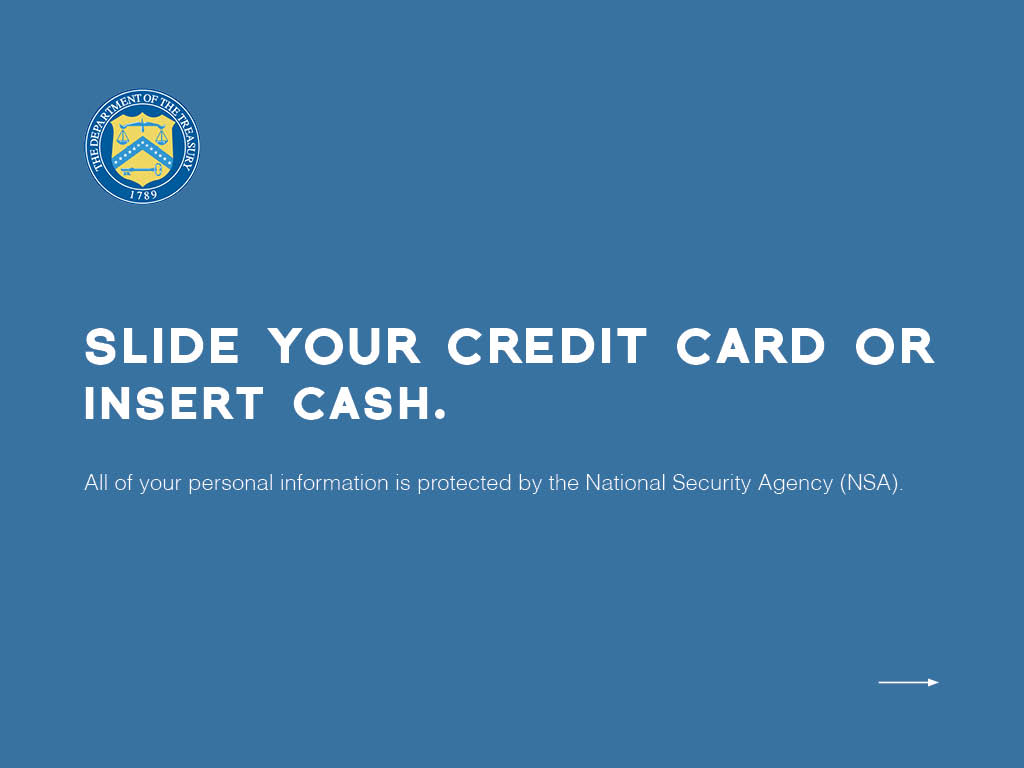 THE DEPARTMENT OF THE TREASURY
1789
SLIDE YOUR CREDIT CARD OR
INSERT CASH.
All of your personal information is protected by the National Security Agency (NSA).